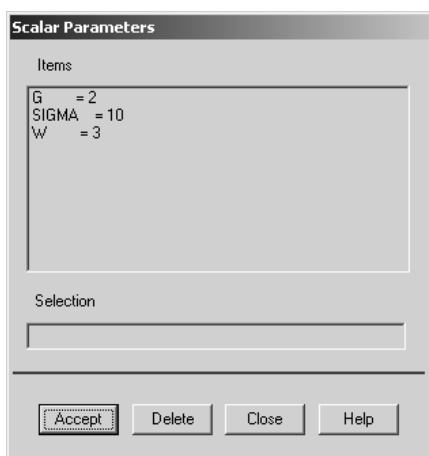 Scalar Parameters
Items
G = 2
SIGMA = 10
W = 3
Selection
Accept Delete Close Help